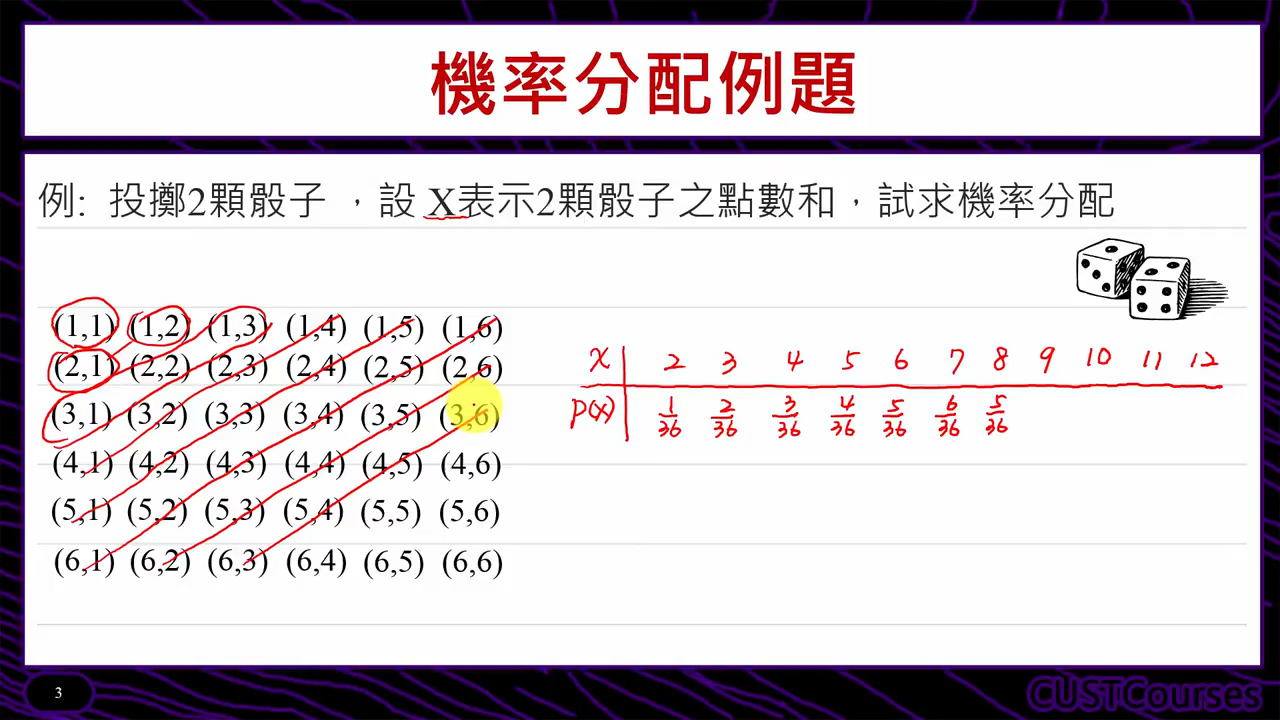 機率分配例題
例: 投擲2顆骰子 ，設 X表示2顆骰子之點數和，試求機率分配
(1,1) (1,2) (1,3) (1,4) (1,5) (1,6)
(2,1) (2,2) (2,3) (2,4) (2,5) (2,6)
(3,1) (3,2) (3,3) (3,4) (3,5) (3,6)
(4,1) (4,2) (4,3) (4,4) (4,5) (4,6)
(5,1) (5,2) (5,3) (5,4) (5,5) (5,6)
(6,1) (6,2) (6,3) (6,4) (6,5) (6,6)
X 2 3 4 5 6 7 8 9 10 11 12
P(X) 1/36 2/36 3/36 4/36 5/36 6/36 5/36
3
CUSTCourses